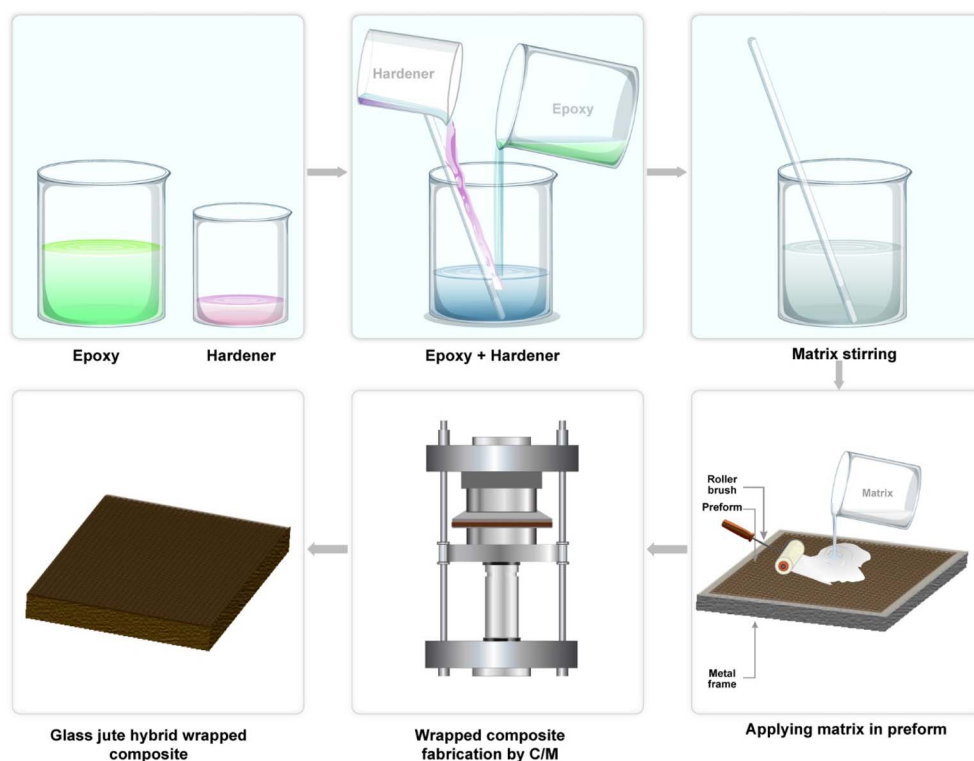 Hardener
Epoxy
Epoxy
Hardener
Epoxy + Hardener
Matrix stirring
Roller
brush
Preform
Matrix
Metal
frame
Glass jute hybrid wrapped
composite
Wrapped composite
fabrication by C/M
Applying matrix in preform